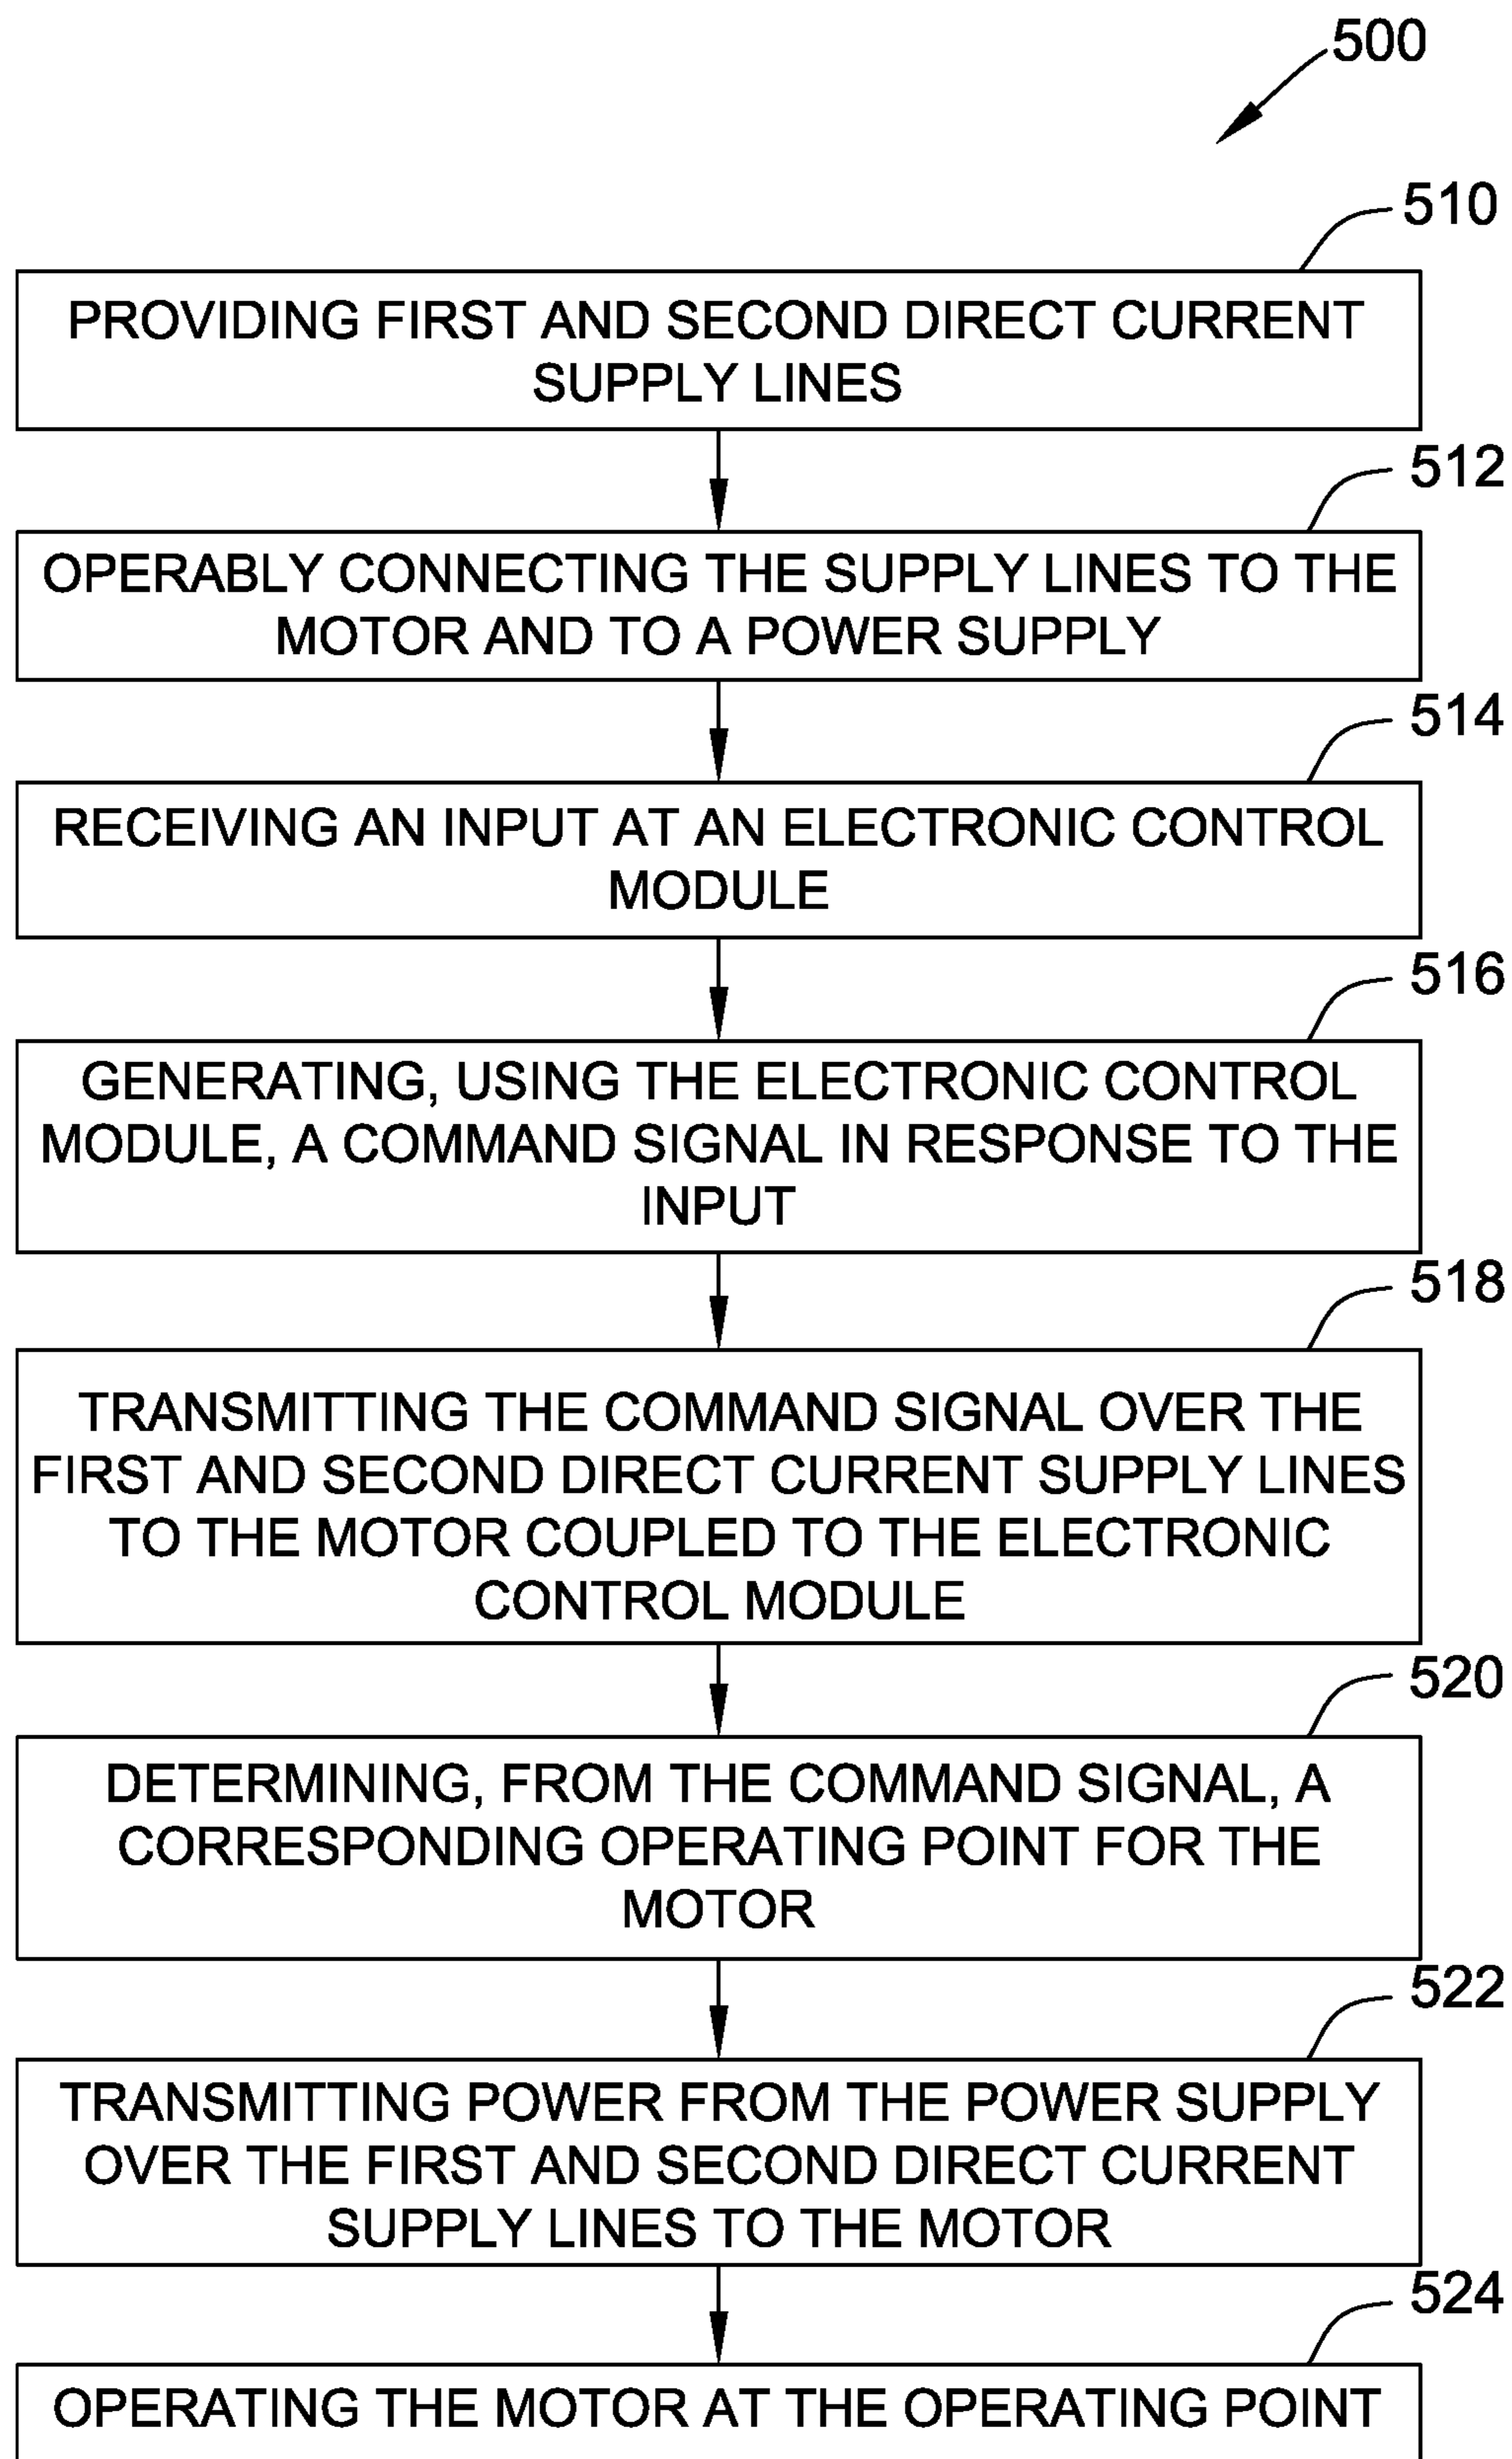 500
510
PROVIDING FIRST AND SECOND DIRECT CURRENT
SUPPLY LINES
512
OPERABLY CONNECTING THE SUPPLY LINES TO THE
MOTOR AND TO A POWER SUPPLY
514
RECEIVING AN INPUT AT AN ELECTRONIC CONTROL
MODULE
516
GENERATING, USING THE ELECTRONIC CONTROL
MODULE, A COMMAND SIGNAL IN RESPONSE TO THE
INPUT
518
TRANSMITTING THE COMMAND SIGNAL OVER THE
FIRST AND SECOND DIRECT CURRENT SUPPLY LINES
TO THE MOTOR COUPLED TO THE ELECTRONIC
CONTROL MODULE
520
DETERMINING, FROM THE COMMAND SIGNAL, A
CORRESPONDING OPERATING POINT FOR THE
MOTOR
522
TRANSMITTING POWER FROM THE POWER SUPPLY
OVER THE FIRST AND SECOND DIRECT CURRENT
SUPPLY LINES TO THE MOTOR
524
OPERATING THE MOTOR AT THE OPERATING POINT